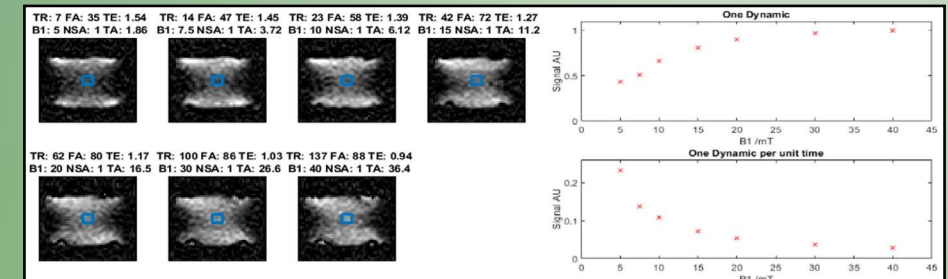 TR: 7 FA: 35 TE: 1.54
B1: 5 NSA: 1 TA: 1.86
TR: 14 FA: 47 TE: 1.45
B1: 7.5 NSA: 1 TA: 3.72
TR: 23 FA: 58 TE: 1.39
B1: 10 NSA: 1 TA: 6.12
TR: 42 FA: 72 TE: 1.27
B1: 15 NSA: 1 TA: 11.2
TR: 62 FA: 80 TE: 1.17
B1: 20 NSA: 1 TA: 16.5
TR: 100 FA: 86 TE: 1.03
B1: 30 NSA: 1 TA: 26.6
TR: 137 FA: 88 TE: 0.94
B1: 40 NSA: 1 TA: 36.4
One Dynamic
Signal AU
1
0.5
0
0 5 10 15 20 25 30 35 40 45
B1 /mT
One Dynamic per unit time
Signal AU
0.2
0.1
0
0 5 10 15 20 25 30 35 40 45
B1 /mT